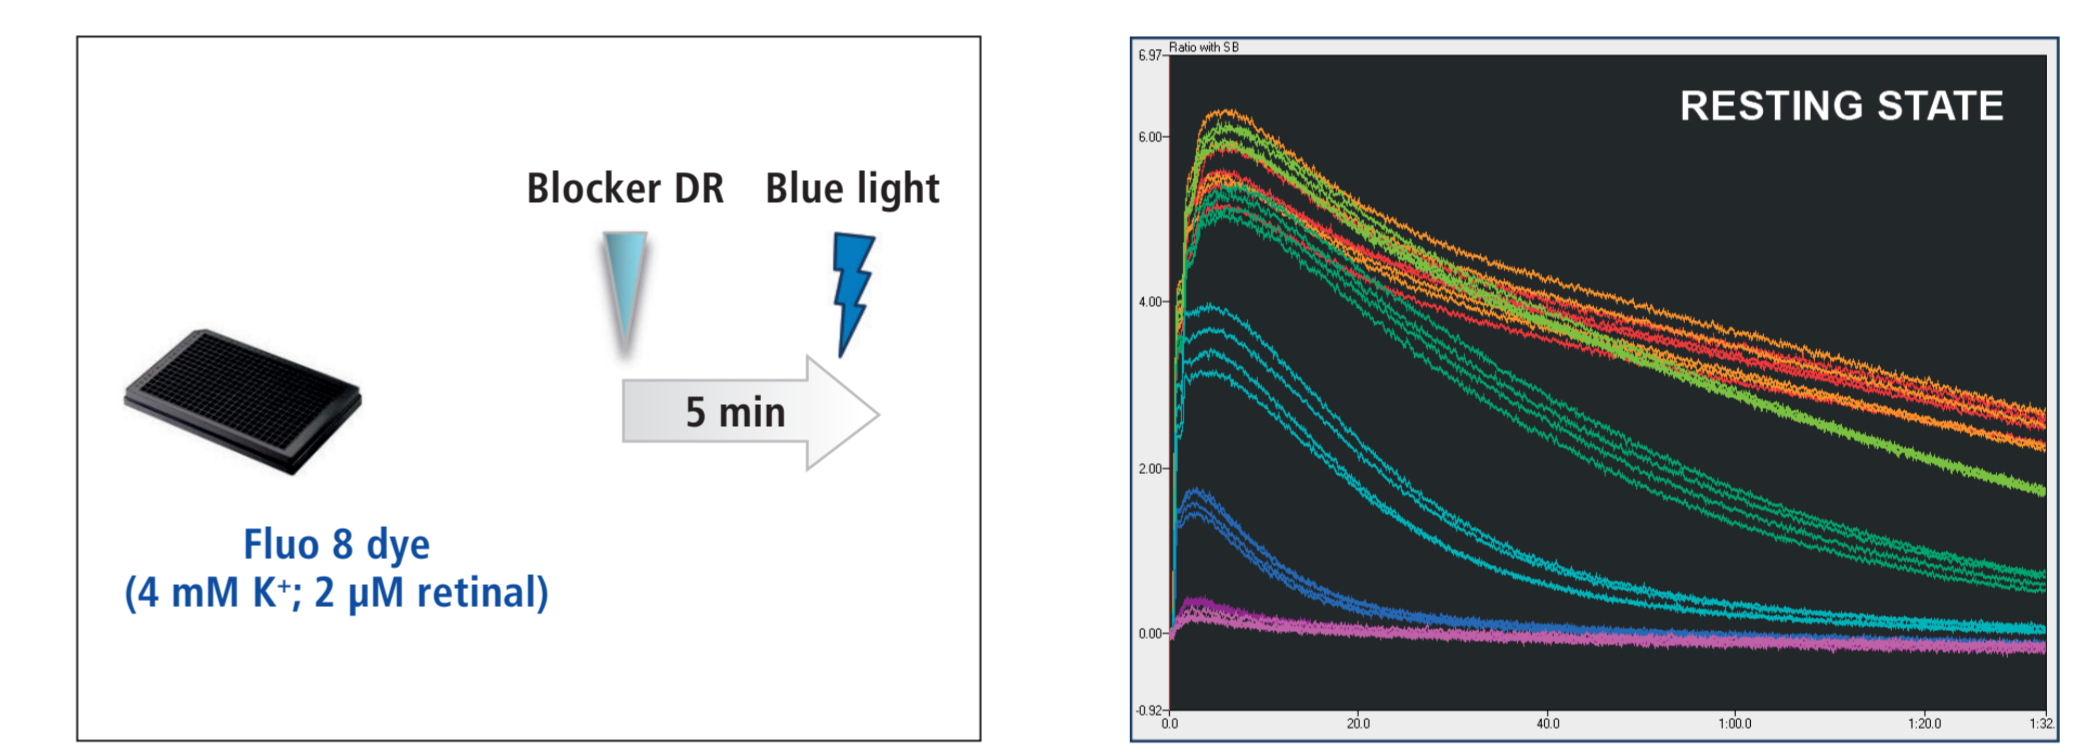 Blocker DR
Blue light
5 min
Fluo 8 dye
(4 mM K⁺; 2 µM retinal)
Ratio with SB
RESTING STATE
6.97
6.00
4.00
2.00
0.00
-0.92
0.0 20.0 40.0 1:00.0 1:20.0 1:32.